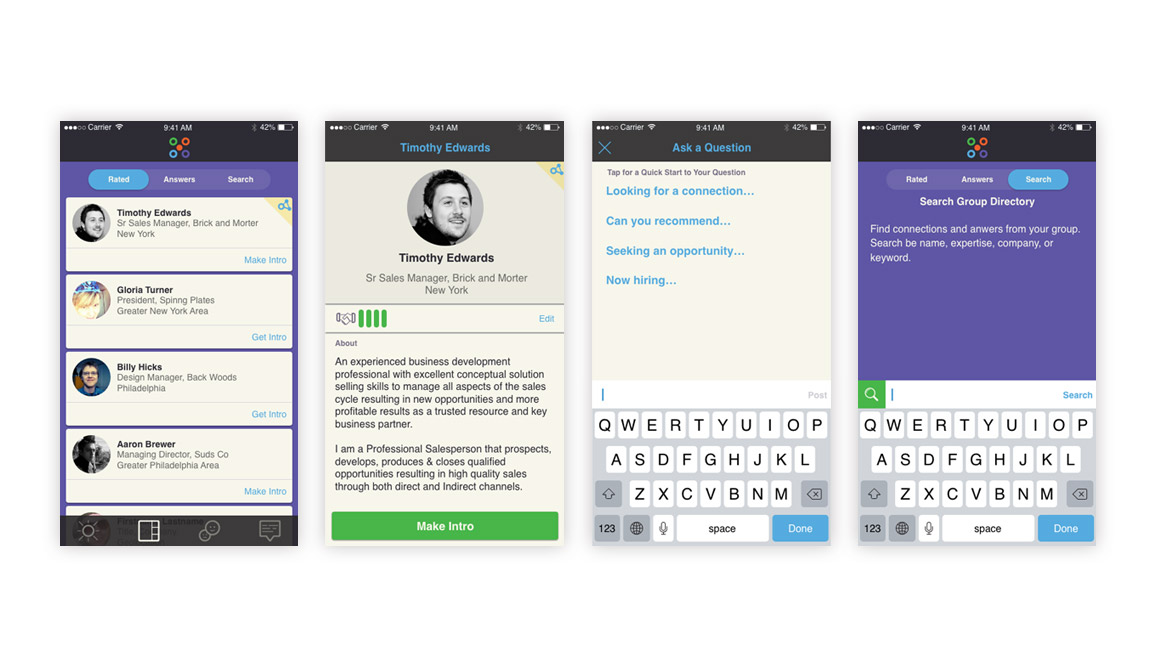 Carrier 9:41 AM 42%
Rated Answers Search
Timothy Edwards
Sr Sales Manager, Brick and Morter
New York
Make Intro
Gloria Turner
President, Spinng Plates
Greater New York Area
Get Intro
Billy Hicks
Design Manager, Back Woods
Philadelphia
Get Intro
Aaron Brewer
Managing Director, Suds Co
Greater Philadelphia Area
Make Intro
Lastname
Carrier 9:41 AM 42%
Timothy Edwards
Timothy Edwards
Sr Sales Manager, Brick and Morter
New York
Edit
About
An experienced business development
professional with excellent conceptual solution
selling skills to manage all aspects of the sales
cycle resulting in new opportunities and more
profitable results as a trusted resource and key
business partner.
I am a Professional Salesperson that prospects,
develops, produces & closes qualified
opportunities resulting in high quality sales
through both direct and Indirect channels.
Make Intro
Carrier 9:41 AM 42%
Ask a Question
Tap for a Quick Start to Your Question
Looking for a connection...
Can you recommend...
Seeking an opportunity...
Now hiring...
Post
Q W E R T Y U I O P
A S D F G H J K L
Z X C V B N M
123 space Done
Carrier 9:41 AM 42%
Rated Answers Search
Search Group Directory
Find connections and anwers from your group.
Search be name, expertise, company, or
keyword.
Search
Q W E R T Y U I O P
A S D F G H J K L
Z X C V B N M
123 space Done